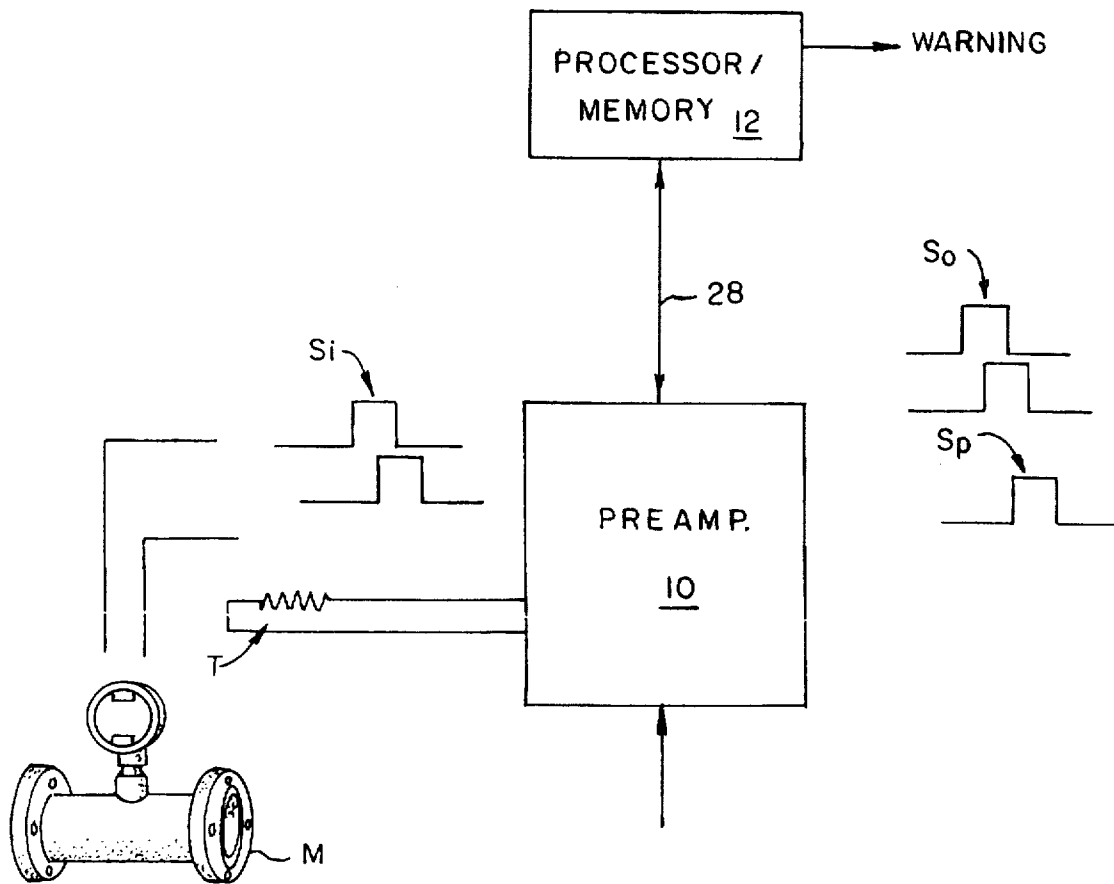 PROCESSOR/
MEMORY 12
WARNING
28
So
Si
Sp
PREAMP.
10
T
M